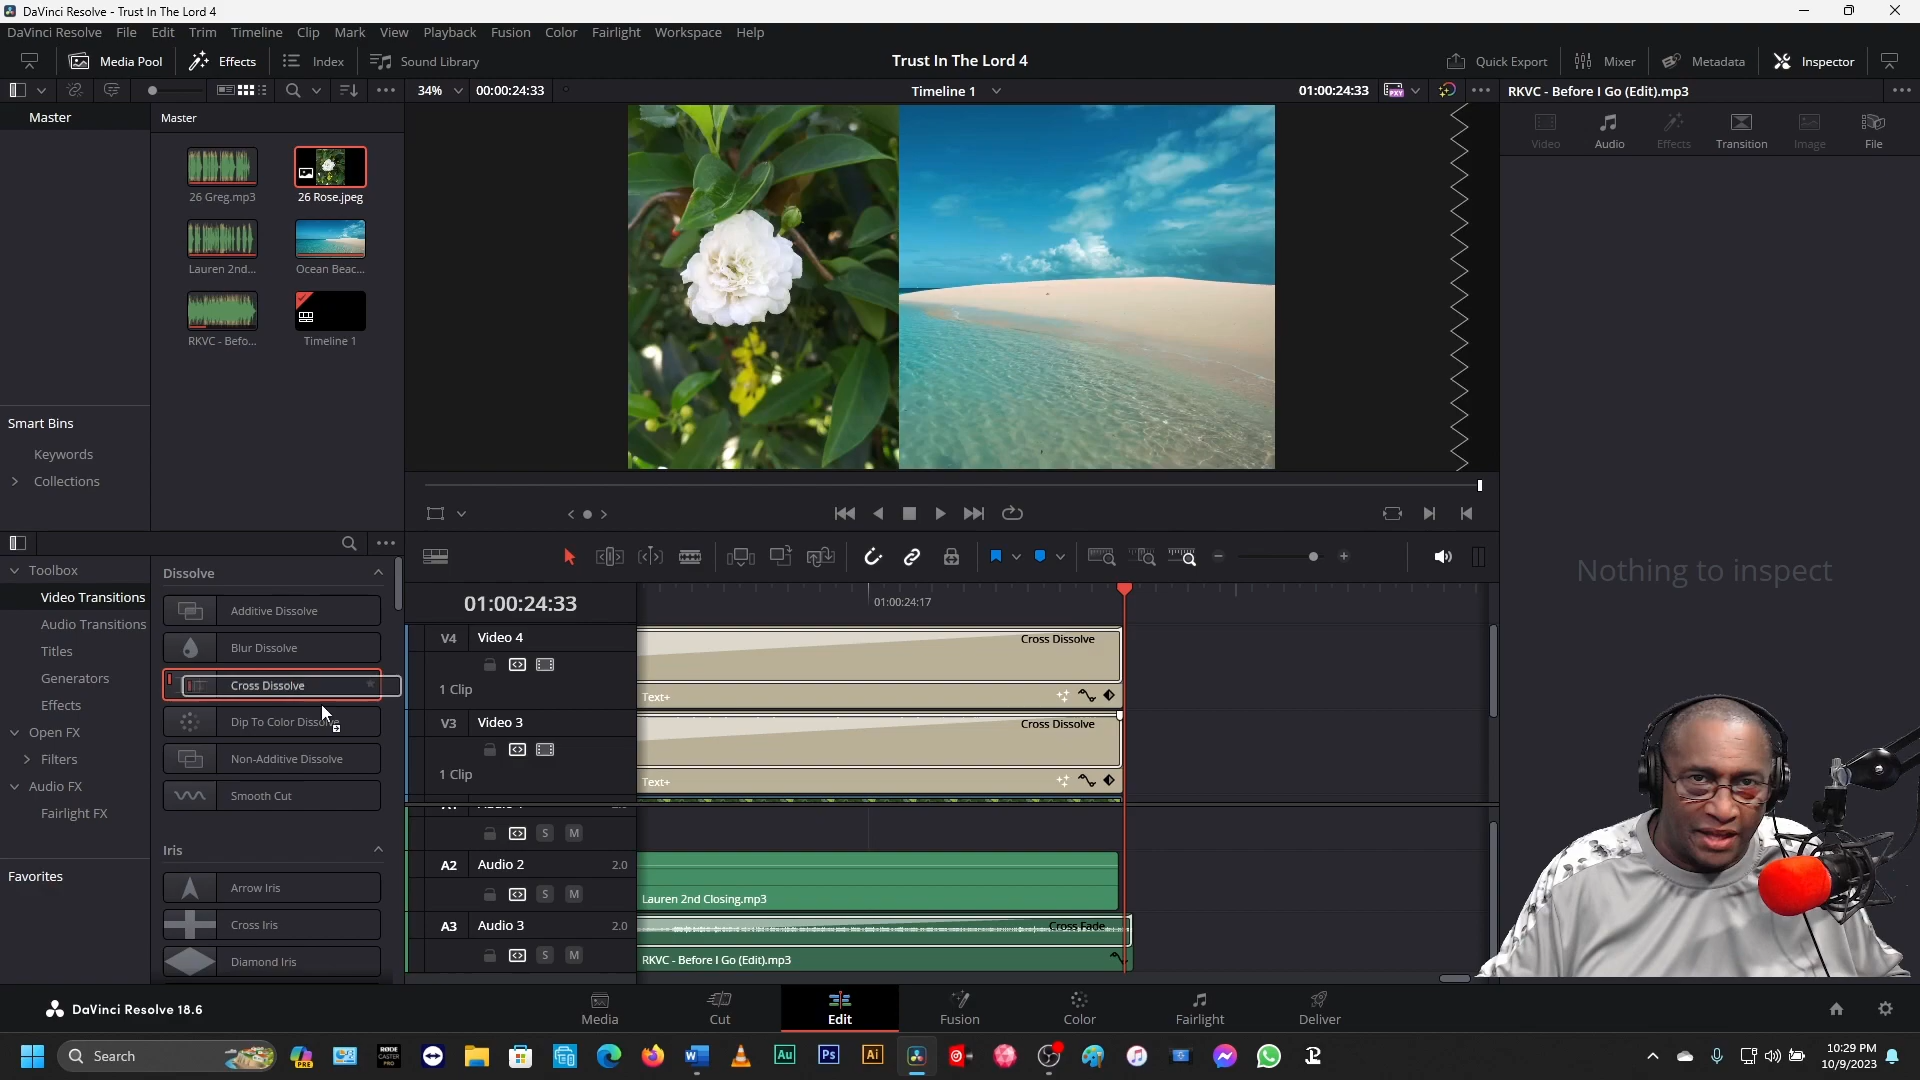 DaVinci Resolve - Trust In The Lord 4
DaVinci Resolve File Edit Trim Timeline Clip Mark View Playback Fusion Color Fairlight Workspace Help
Media Pool Effects Index Sound Library Trust In The Lord 4 Quick Export Mixer Metadata Inspector
34% 00:00:24:33 Timeline 1 01:00:24:33 RKVC - Before I Go (Edit).mp3
Master Master
Video Audio Effects Transition Image File
26 Greg.mp3 26 Rose.jpeg
Lauren 2nd... Ocean Beac...
RKVC - Befo... Timeline 1
Smart Bins
Keywords
Collections
Nothing to inspect
Toolbox
Video Transitions
Audio Transitions
Titles
Generators
Effects
Open FX
Filters
Audio FX
Fairlight FX
Favorites
Dissolve
Additive Dissolve
Blur Dissolve
Cross Dissolve
Dip To Color Dissolve
Non-Additive Dissolve
Smooth Cut
Iris
Arrow Iris
Cross Iris
Diamond Iris
01:00:24:33 01:00:24:17
V4 Video 4 Cross Dissolve
1 Clip Text+
V3 Video 3 Cross Dissolve
1 Clip Text+
S M
A2 Audio 2 2.0
S M Lauren 2nd Closing.mp3
A3 Audio 3 2.0 Cross Fade
S M RKVC - Before I Go (Edit).mp3
DaVinci Resolve 18.6 Media Cut Edit Fusion Color Fairlight Deliver
Search 10:29 PM
10/9/2023